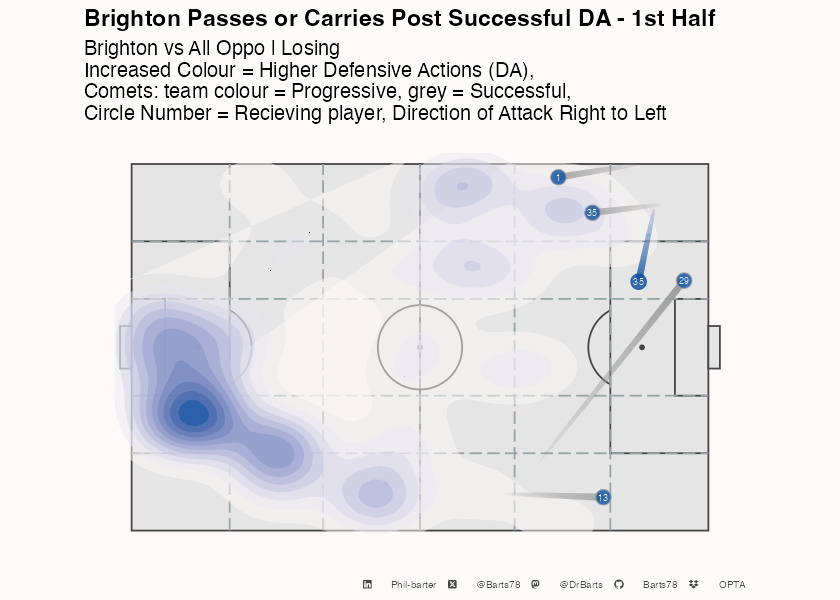 Brighton Passes or Carries Post Successful DA - 1st Half
Brighton vs All Oppo | Losing
Increased Colour = Higher Defensive Actions (DA),
Comets: team colour = Progressive, grey = Successful,
Circle Number = Recieving player, Direction of Attack Right to Left
1
35
35
29
13
Phil-barter @Barts78 @DrBarts Barts78 OPTA